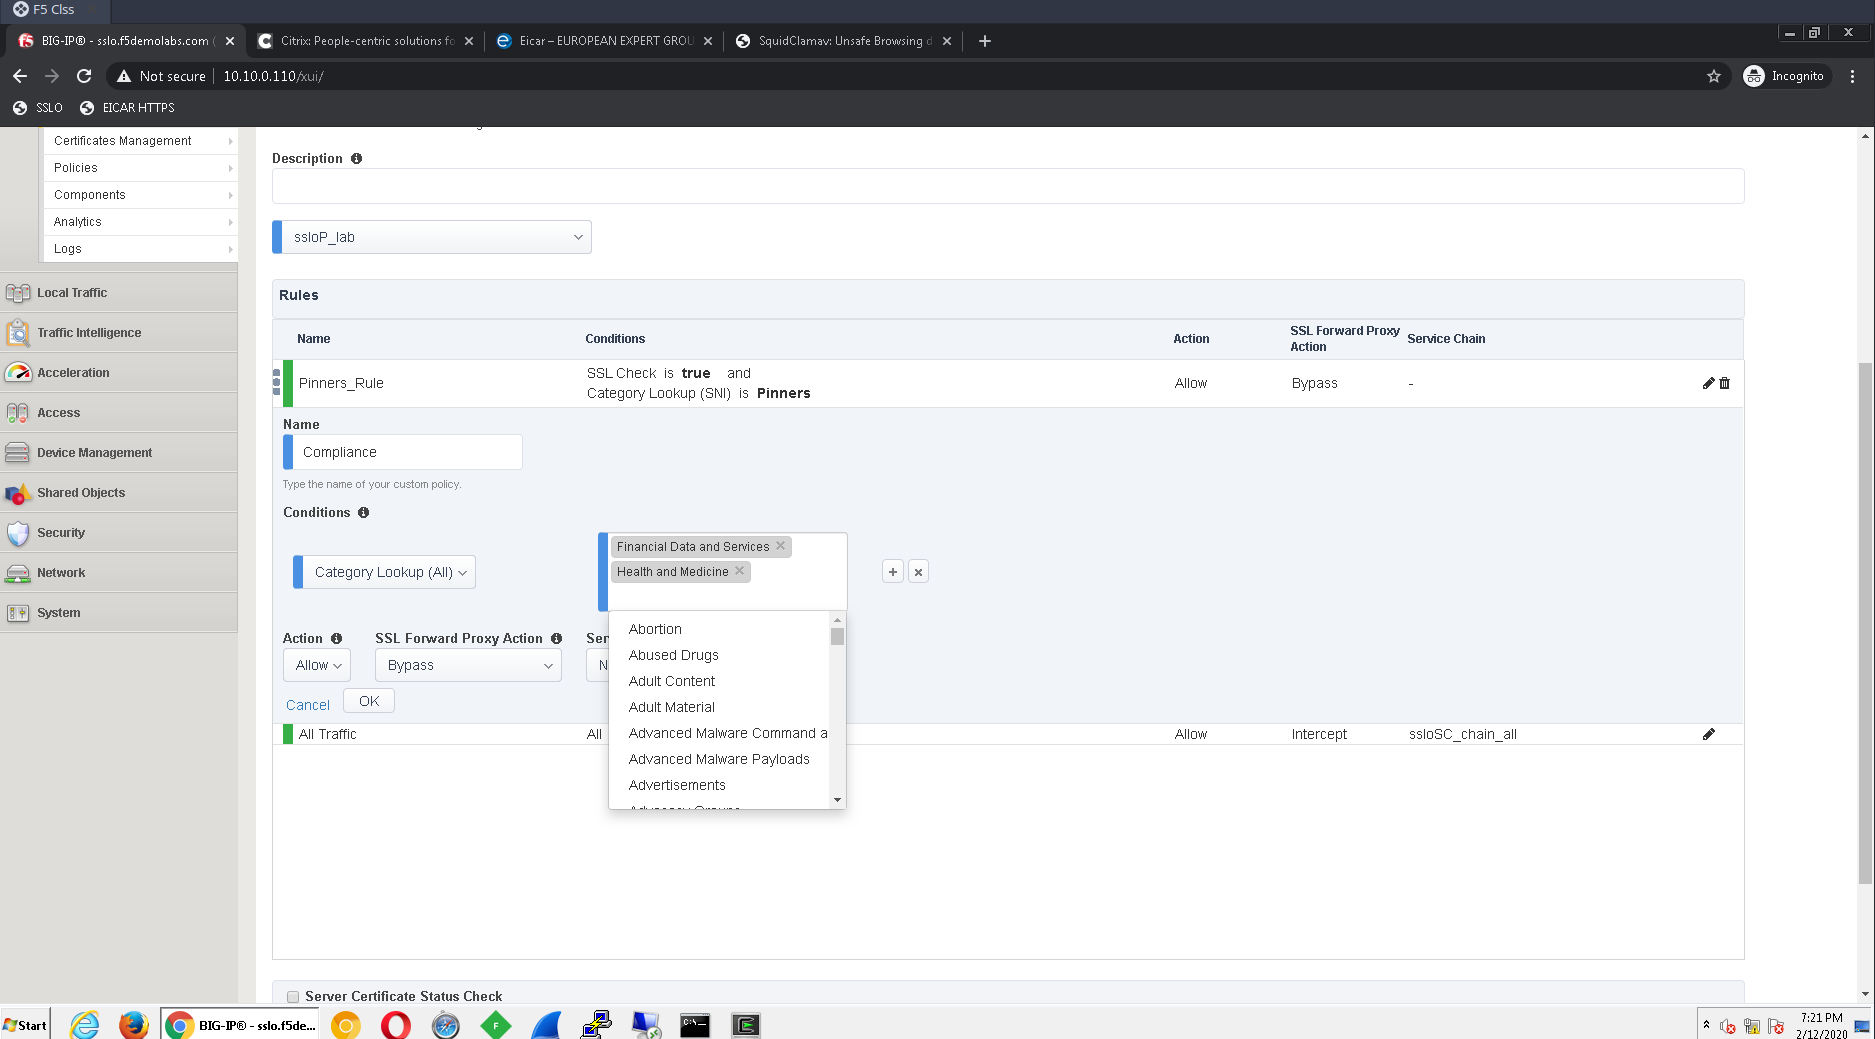 F5 Clss
BIG-IP® - sslo.f5demolabs.com (
Citrix: People-centric solutions fo
Eicar – EUROPEAN EXPERT GROU
SquidClamav: Unsafe Browsing d
Not secure
10.10.0.110/xui/
Incognito
SSLO
EICAR HTTPS
Certificates Management
Policies
Components
Analytics
Logs
Local Traffic
Traffic Intelligence
Acceleration
Access
Device Management
Shared Objects
Security
Network
System
Description
ssloP_lab
Rules
Name
Conditions
Action
SSL Forward Proxy
Action
Service Chain
Pinners_Rule
SSL Check is true and
Category Lookup (SNI) is Pinners
Allow
Bypass
-
Name
Compliance
Type the name of your custom policy.
Conditions
Category Lookup (All)
Financial Data and Services
Health and Medicine
Action
SSL Forward Proxy Action
Ser
Allow
Bypass
N
Abortion
Abused Drugs
Adult Content
Adult Material
Advanced Malware Command a
Advanced Malware Payloads
Advertisements
Cancel
OK
All Traffic
All
Allow
Intercept
ssloSC_chain_all
Server Certificate Status Check
Start
BIG-IP® - sslo.f5de...
7:21 PM
2/12/2020